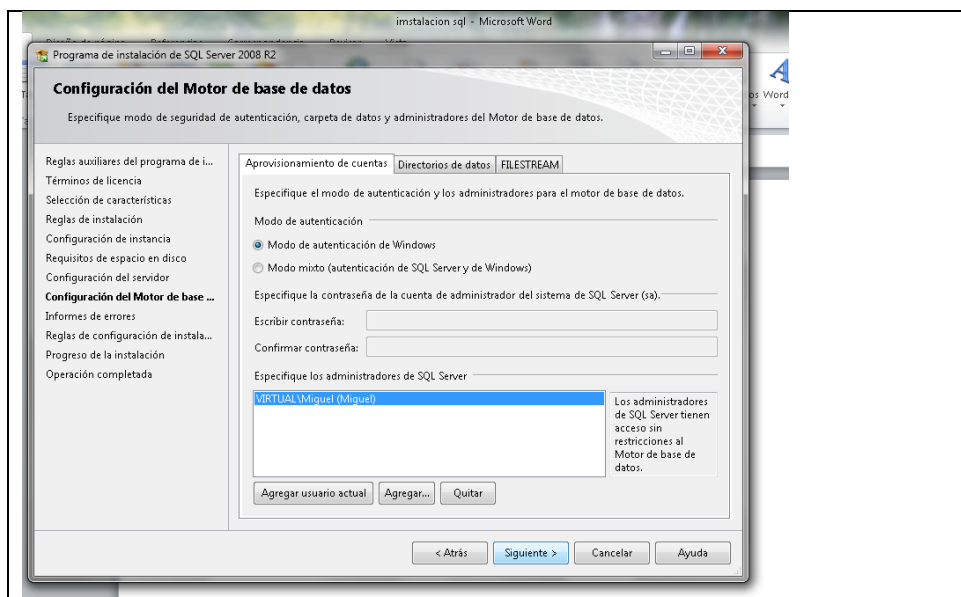 imstalacion sql - Microsoft Word
Programa de instalación de SQL Server 2008 R2
Configuración del Motor de base de datos
Especifique modo de seguridad de autenticación, carpeta de datos y administradores del Motor de base de datos.
Reglas auxiliares del programa de i...
Términos de licencia
Selección de características
Reglas de instalación
Configuración de instancia
Requisitos de espacio en disco
Configuración del servidor
Configuración del Motor de base ...
Informes de errores
Reglas de configuración de instala...
Progreso de la instalación
Operación completada
Aprovisionamiento de cuentas
Directorios de datos
FILESTREAM
Especifique el modo de autenticación y los administradores para el motor de base de datos.
Modo de autenticación
Modo de autenticación de Windows
Modo mixto (autenticación de SQL Server y de Windows)
Especifique la contraseña de la cuenta de administrador del sistema de SQL Server (sa).
Escribir contraseña:
Confirmar contraseña:
Especifique los administradores de SQL Server
VIRTUAL\Miguel (Miguel)
Los administradores
de SQL Server tienen
acceso sin
restricciones al
Motor de base de
datos.
Agregar usuario actual
Agregar...
Quitar
< Atrás
Siguiente >
Cancelar
Ayuda
os Word